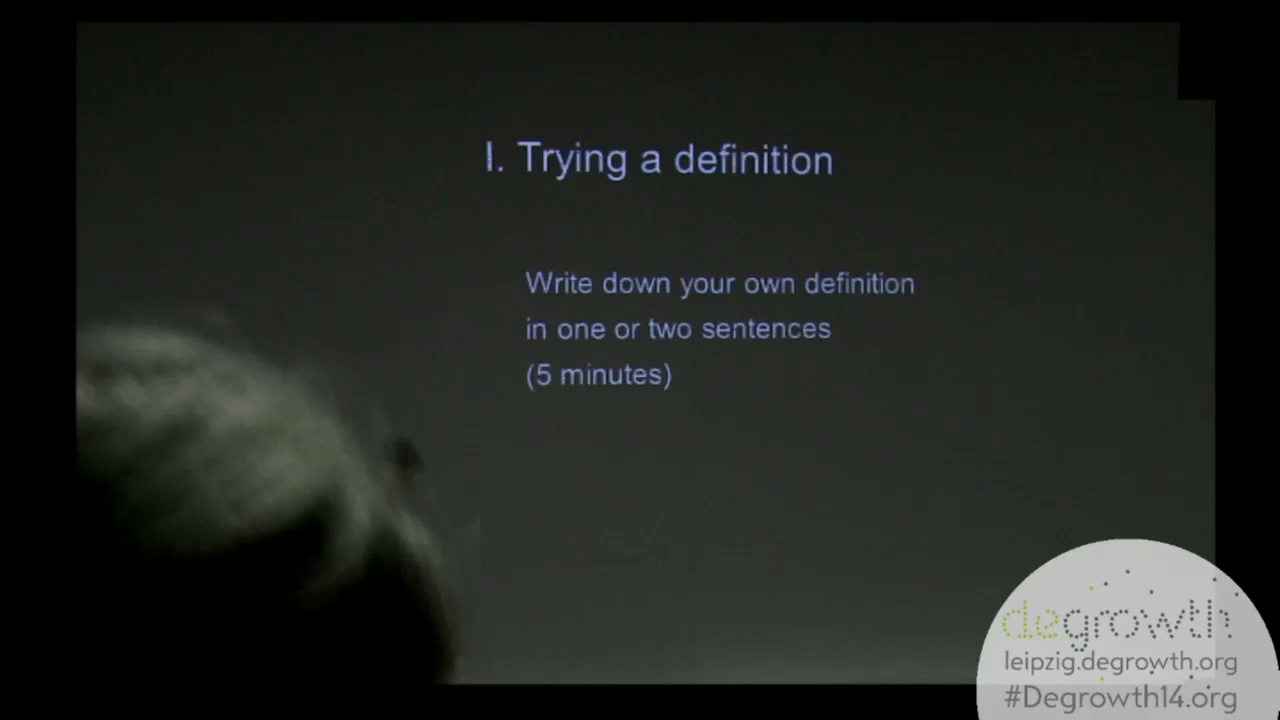 I. Trying a definition
Write down your own definition
in one or two sentences
(5 minutes)
degrowth
leipzig.degrowth.org
#Degrowth14.org